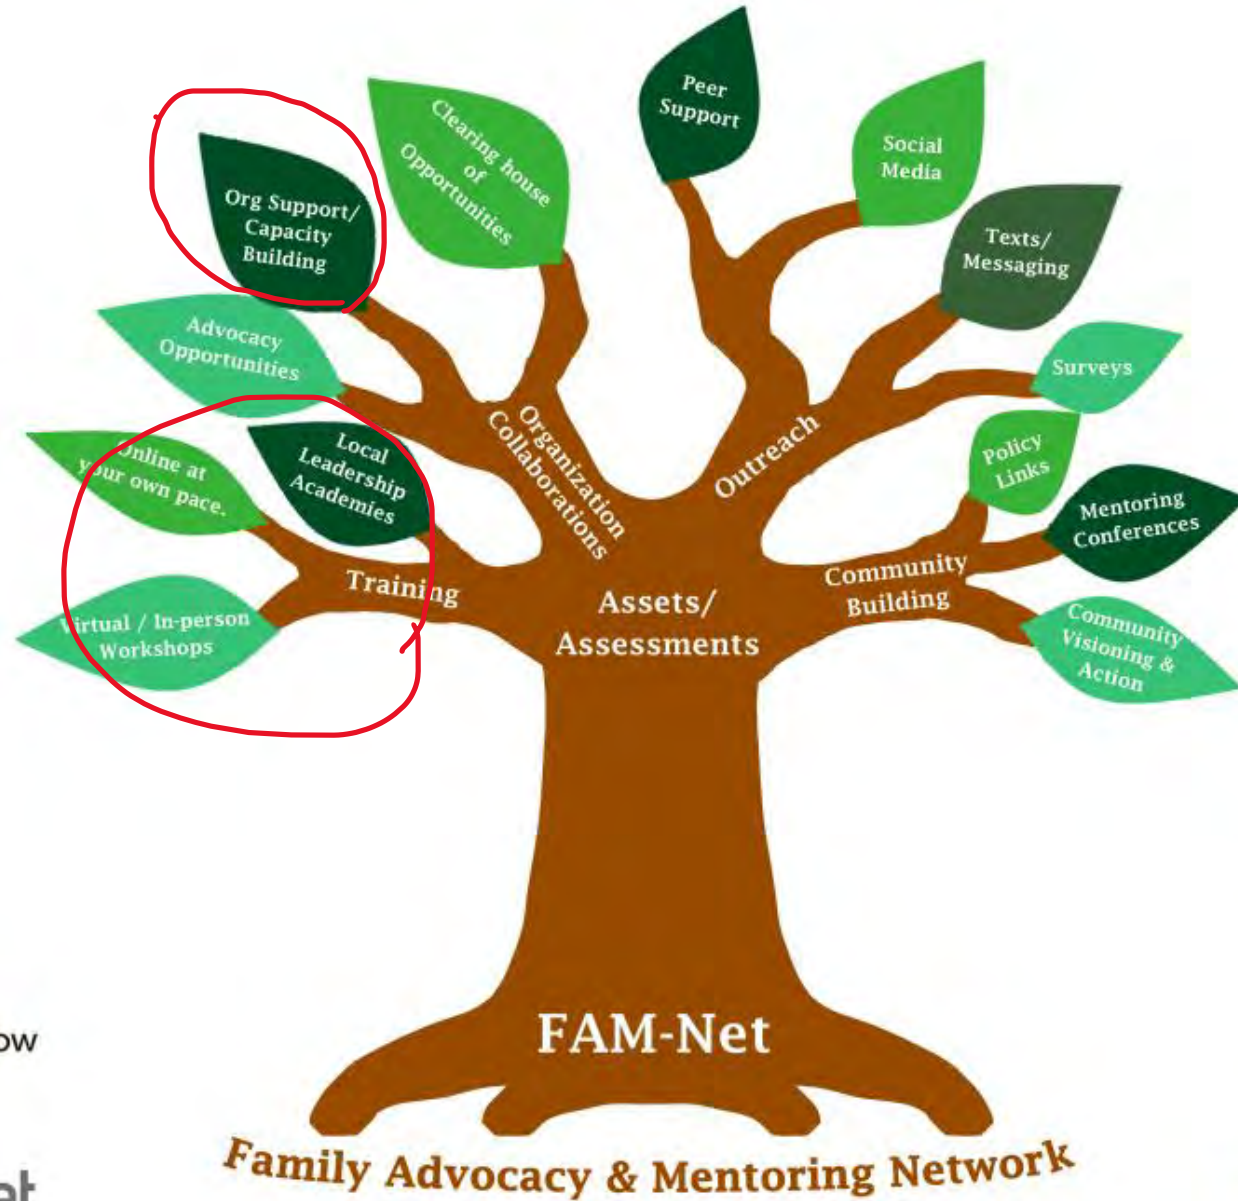 Peer
Support
Clearing house
of
Opportunities
Social
Media
Org Support/
Capacity
Building
Texts/
Messaging
Advocacy
Opportunities
Surveys
Organization
Collaborations
Outreach
Online at
your own pace.
Local
Leadership
Academies
Policy
Links
Mentoring
Conferences
Training
Virtual / In-person
Workshops
Assets/
Assessments
Community
Building
Community
Visioning &
Action
FAM-Net
Family Advocacy & Mentoring Network